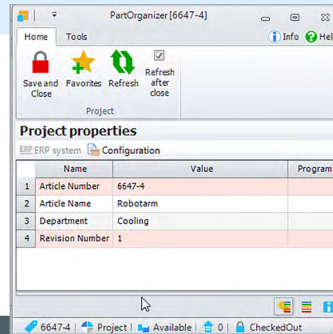 PartOrganizer [6647-4]
Home Tools Info Hel
Save and Close Favorites Refresh Refresh after close
Project
Project properties
ERP ERP system Configuration
Name Value Program
1 Article Number 6647-4
2 Article Name Robotarm
3 Department Cooling
4 Revision Number 1
6647-4 | Project | Available | 0 | CheckedOut